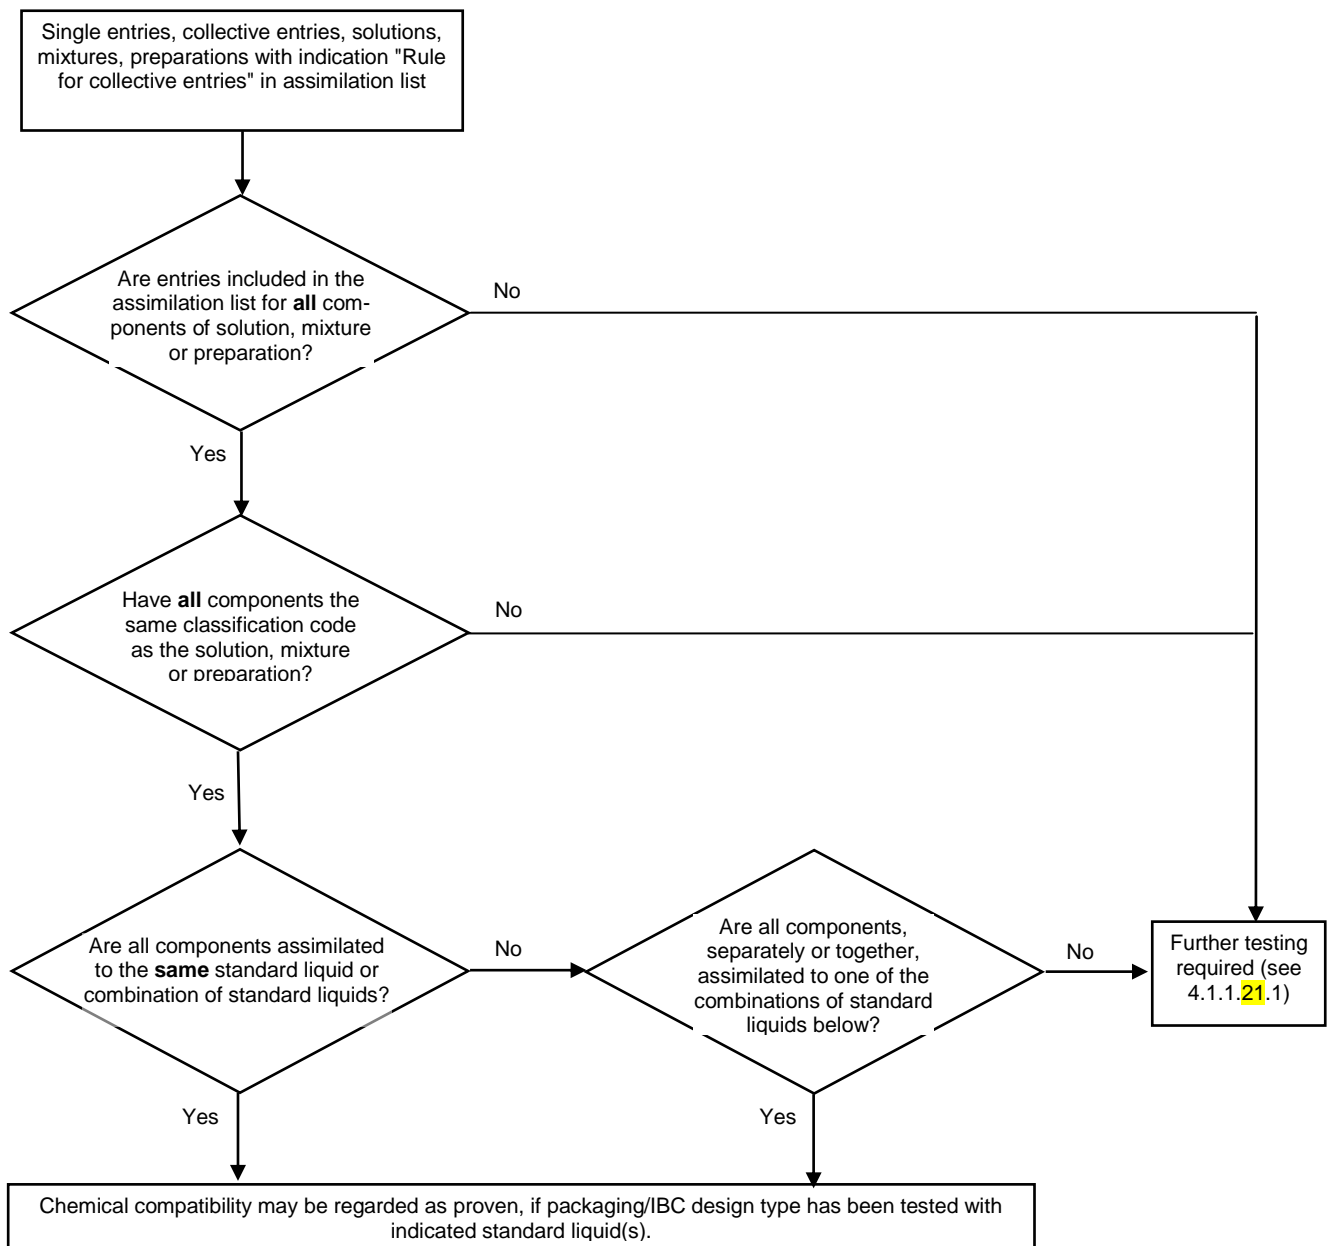 Single entries, collective entries, solutions,
mixtures, preparations with indication "Rule
for collective entries" in assimilation list
Are entries included in the
assimilation list for all com-
ponents of solution, mixture
or preparation?
No
Yes
Have all components the
same classification code
as the solution, mixture
or preparation?
No
Yes
Are all components assimilated
to the same standard liquid or
combination of standard liquids?
No
Are all components,
separately or together,
assimilated to one of the
combinations of standard
liquids below?
No
Further testing
required (see
4.1.1.21.1)
Yes
Yes
Chemical compatibility may be regarded as proven, if packaging/IBC design type has been tested with
indicated standard liquid(s).